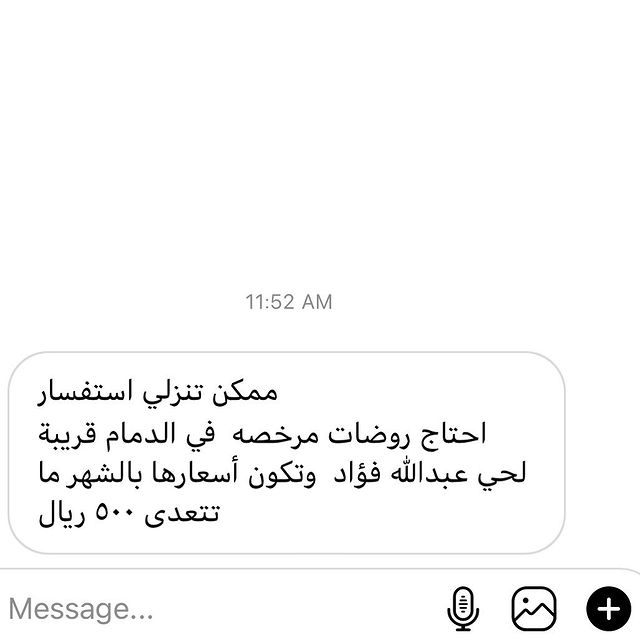 11:52 AM
ممكن تنزلي استفسار
احتاج روضات مرخصه  في الدمام قريبة
لحي عبدالله فؤاد  وتكون أسعارها بالشهر ما
تتعدى ٥٠٠ ريال
Message...